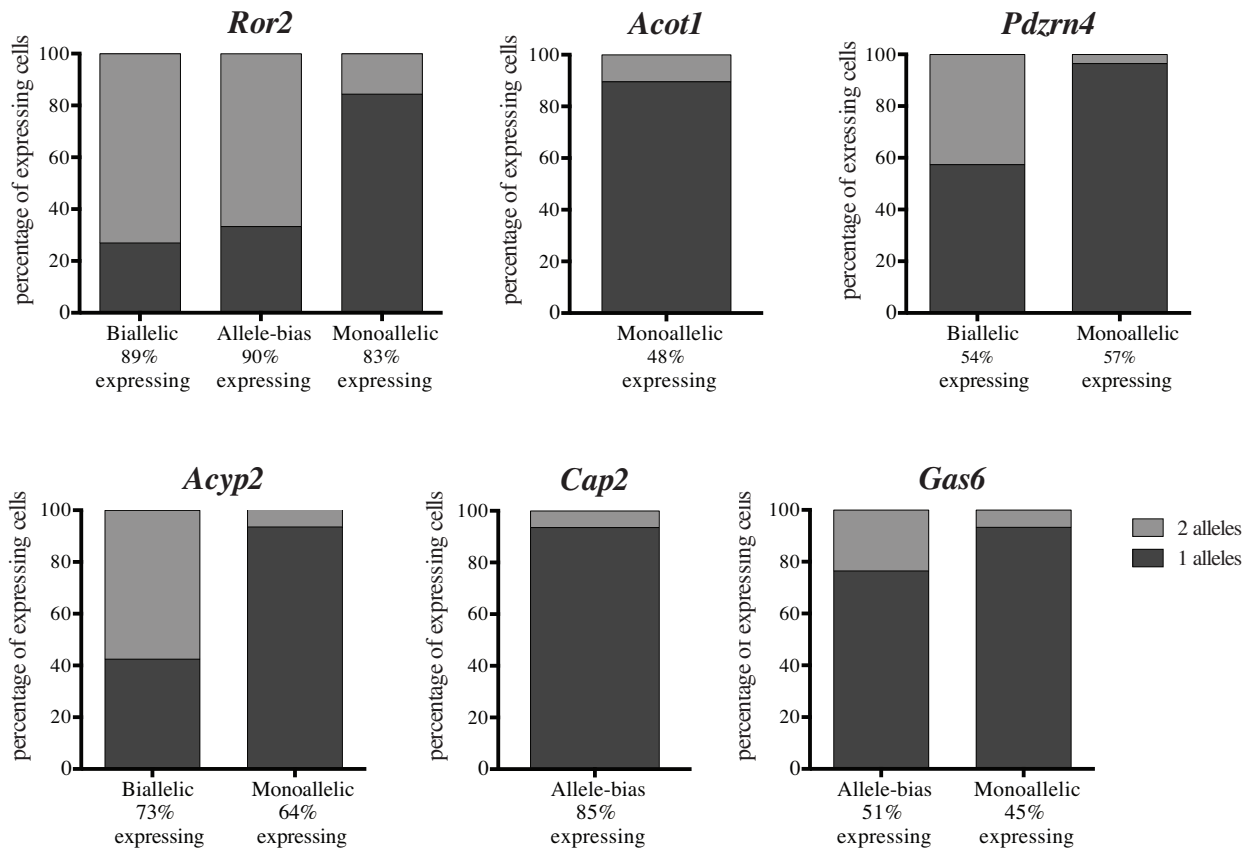 Ror2
percentage of expressing cells
100
80
60
40
20
0
Biallelic
89%
expressing
Allele-bias
90%
expressing
Monoallelic
83%
expressing
Acot1
percentage of expressing cells
100
80
60
40
20
0
Monoallelic
48%
expressing
Pdzrn4
percentage of exressing cells
100
80
60
40
20
0
Biallelic
54%
expressing
Monoallelic
57%
expressing
Acyp2
percentage of expressing cells
100
80
60
40
20
0
Biallelic
73%
expressing
Monoallelic
64%
expressing
Cap2
percentage of expressing cells
100
80
60
40
20
0
Allele-bias
85%
expressing
Gas6
percentage or expressing cells
100
80
60
40
20
0
Allele-bias
51%
expressing
Monoallelic
45%
expressing
2 alleles
1 alleles